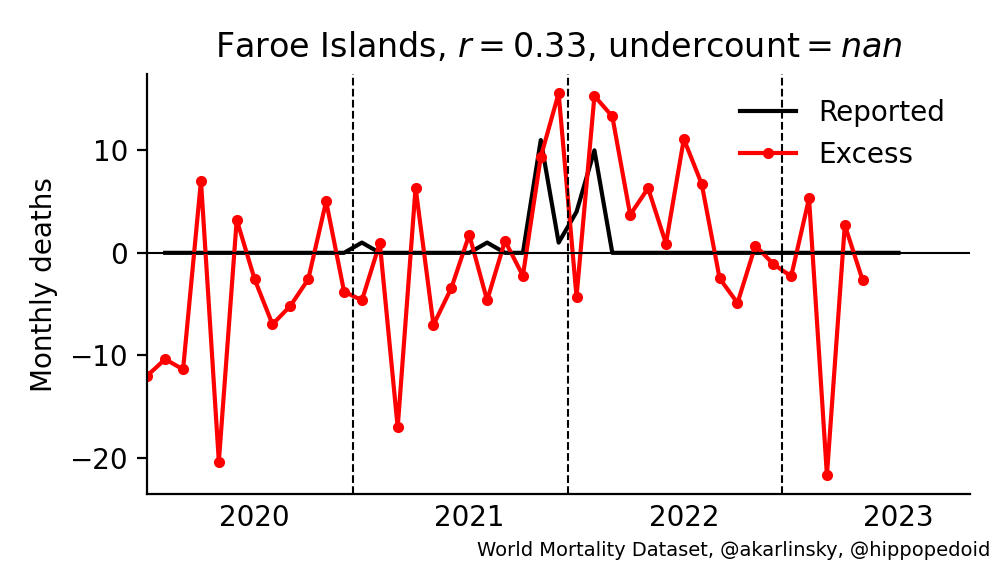 Faroe Islands, r = 0.33, undercount = nan
Reported
Excess
Monthly deaths
10
0
−10
−20
2020 2021 2022 2023
World Mortality Dataset, @akarlinsky, @hippopedoid